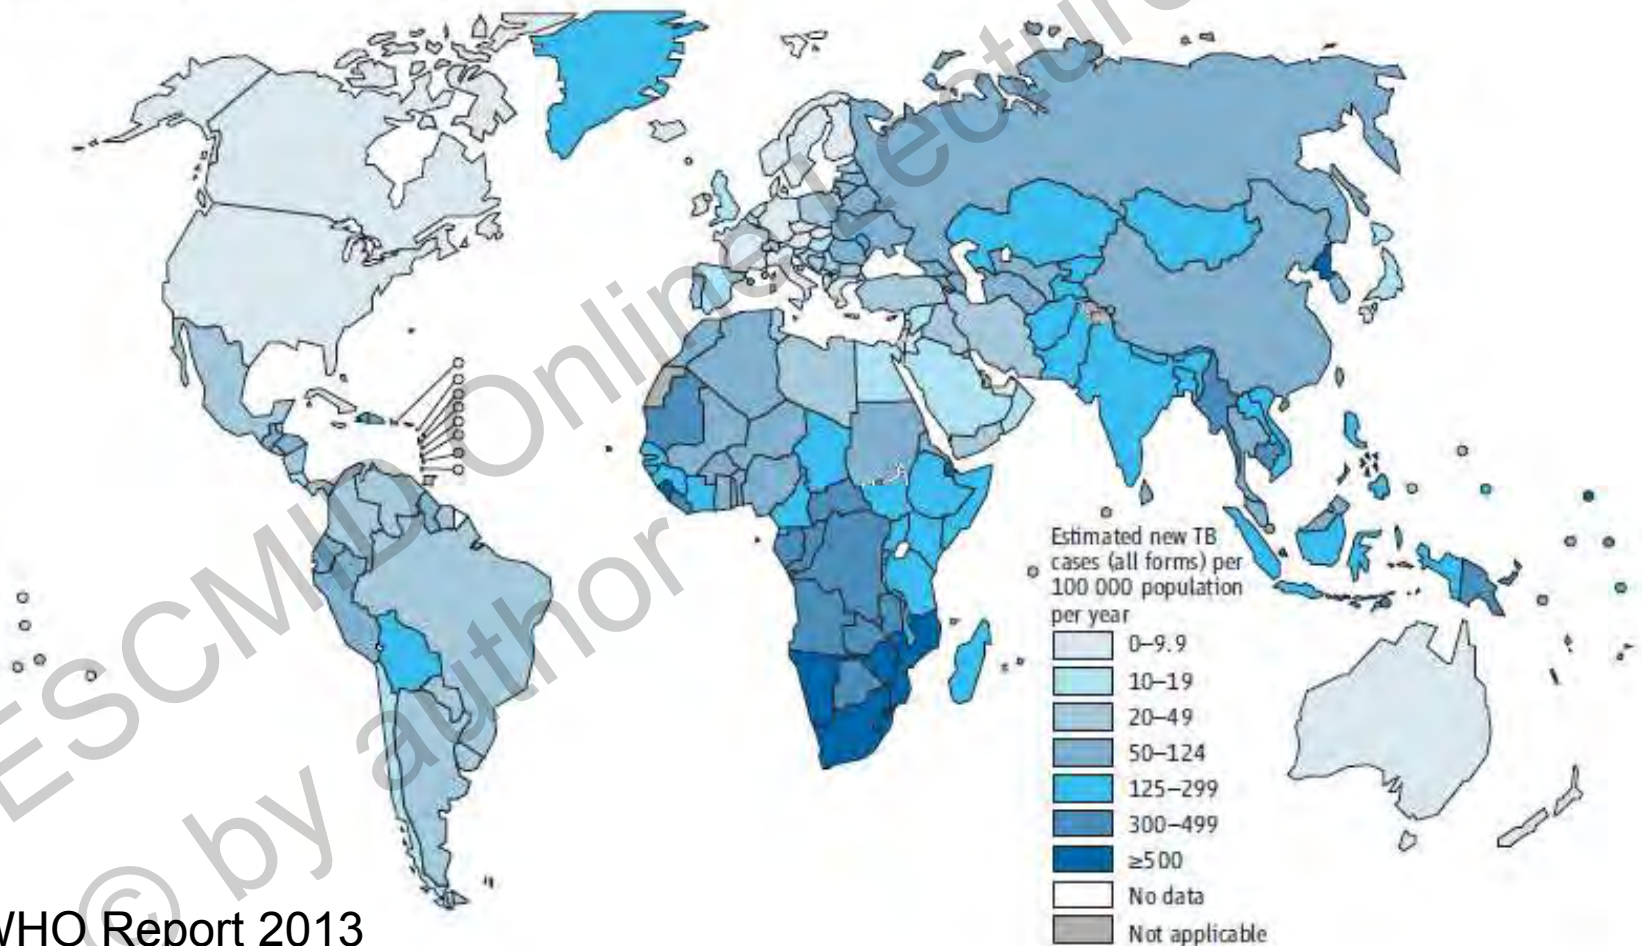 ESCMID Online Lecture
© by author
Estimated new TB
cases (all forms) per
100 000 population
per year
0–9.9
10–19
20–49
50–124
125–299
300–499
≥500
No data
Not applicable
WHO Report 2013